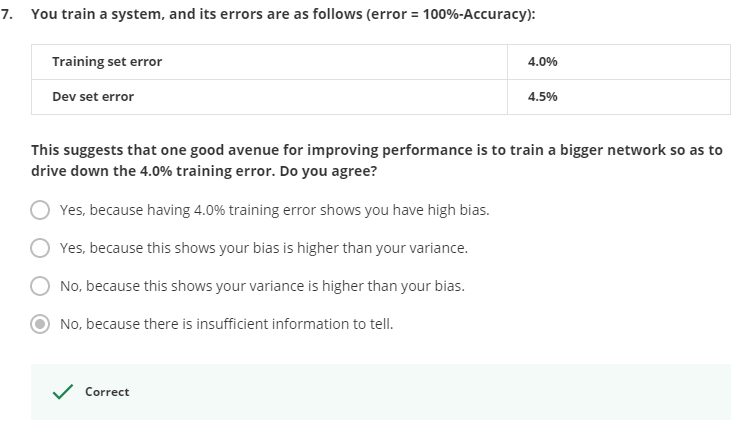 7. You train a system, and its errors are as follows (error = 100%-Accuracy):
Training set error 4.0%
Dev set error 4.5%
This suggests that one good avenue for improving performance is to train a bigger network so as to
drive down the 4.0% training error. Do you agree?
Yes, because having 4.0% training error shows you have high bias.
Yes, because this shows your bias is higher than your variance.
No, because this shows your variance is higher than your bias.
No, because there is insufficient information to tell.
Correct